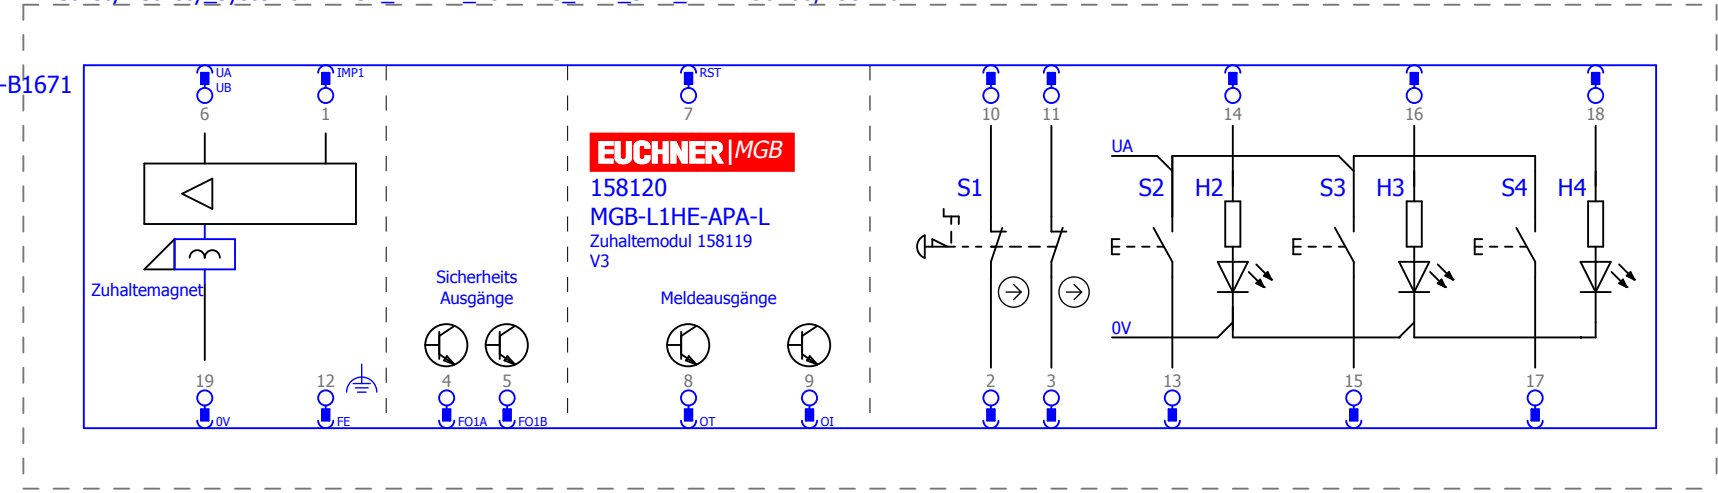 -B1671
UA
UB
IMP1
RST
6
1
7
10
11
14
16
18
EUCHNER|MGB
158120
MGB-L1HE-APA-L
Zuhaltemodul 158119
V3
UA
S1
S2
H2
S3
H3
S4
H4
Zuhaltemagnet
Sicherheits
Ausgänge
Meldeausgänge
0V
19
12
4
5
8
9
2
3
13
15
17
0V
FE
FO1A
FO1B
OT
OI